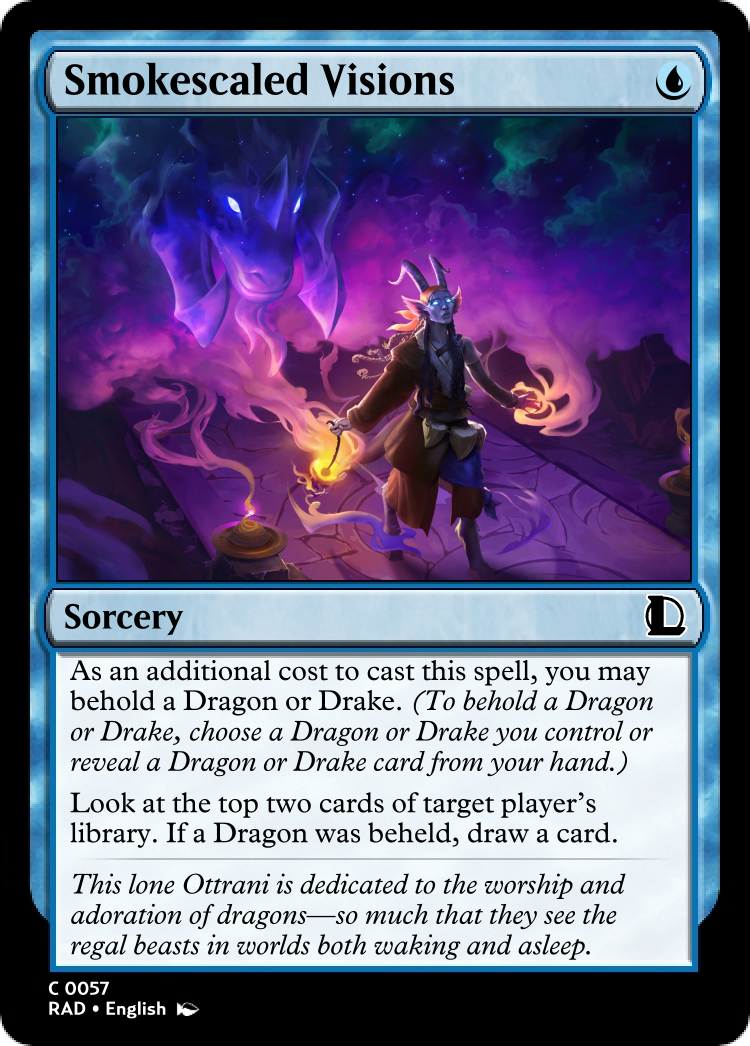 Smokescaled Visions
Sorcery
As an additional cost to cast this spell, you may
behold a Dragon or Drake. (To behold a Dragon
or Drake, choose a Dragon or Drake you control or
reveal a Dragon or Drake card from your hand.)
Look at the top two cards of target player's
library. If a Dragon was beheld, draw a card.
This lone Ottrani is dedicated to the worship and
adoration of dragons—so much that they see the
regal beasts in worlds both waking and asleep.
C 0057
RAD • English